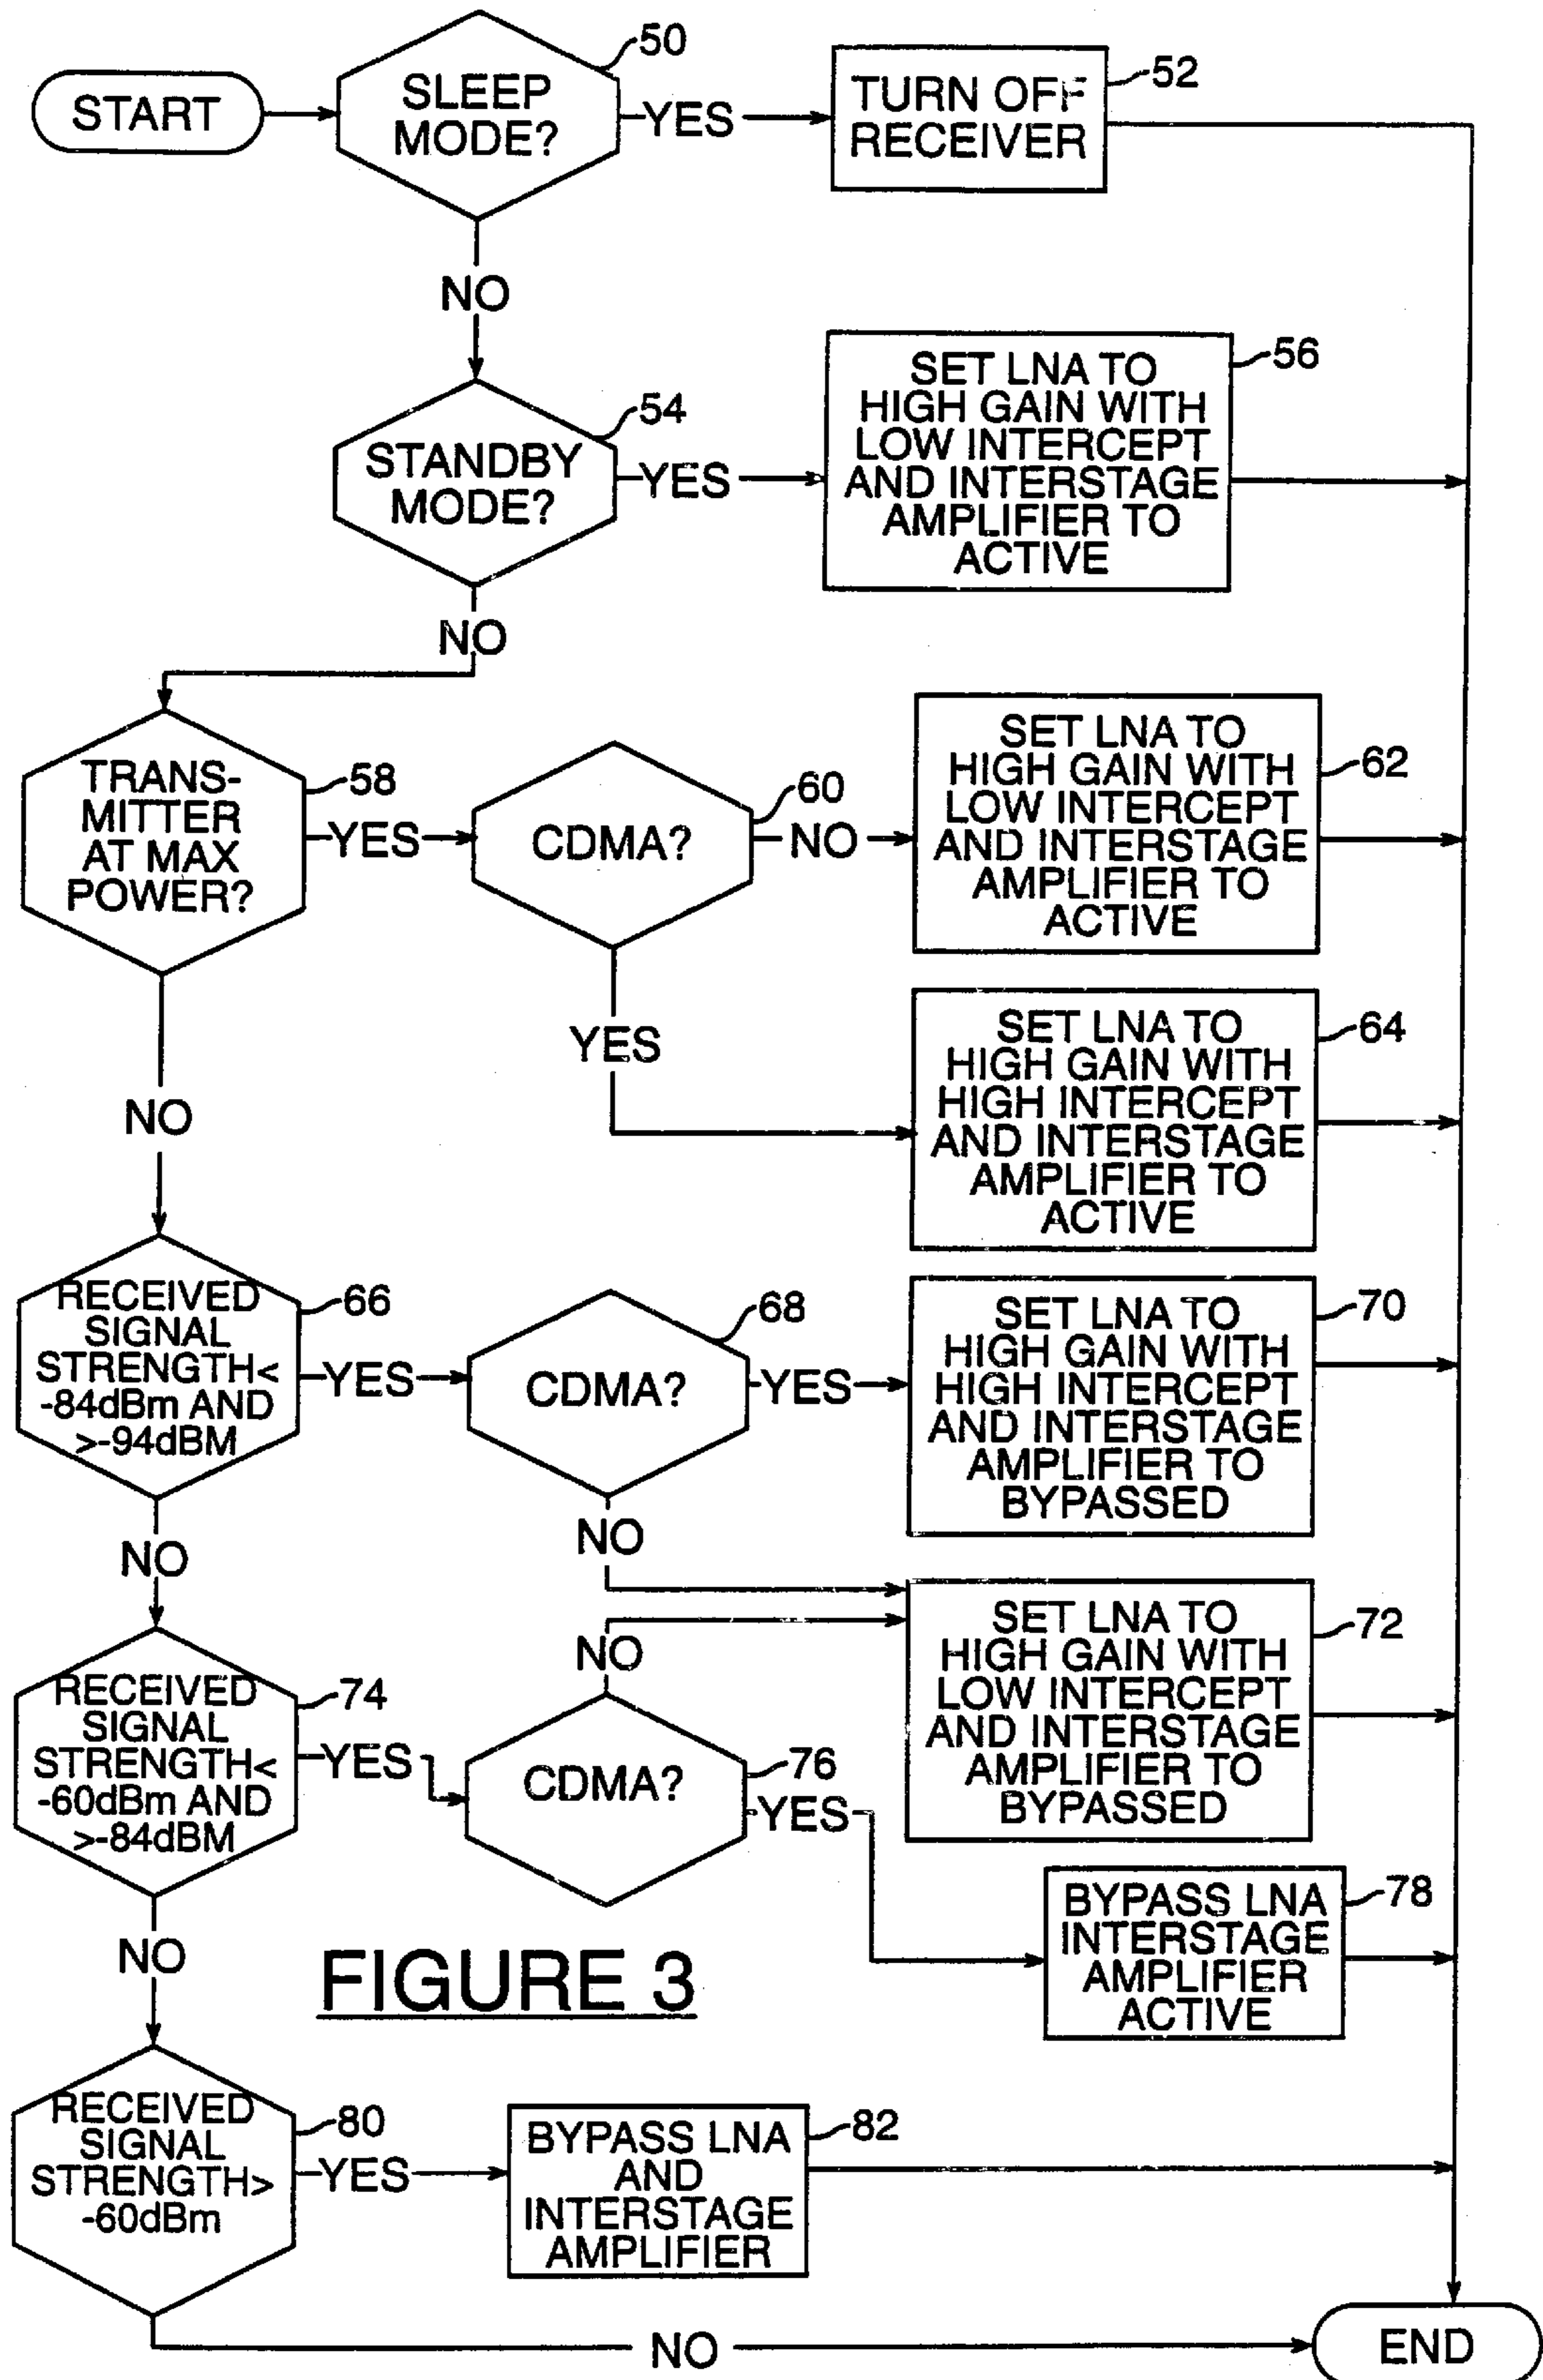 START
SLEEP
MODE?
50
YES
TURN OFF
RECEIVER
52
NO
STANDBY
MODE?
54
YES
SET LNA TO
HIGH GAIN WITH
LOW INTERCEPT
AND INTERSTAGE
AMPLIFIER TO
ACTIVE
56
NO
TRANS-
MITTER
AT MAX
POWER?
58
YES
CDMA?
60
NO
SET LNA TO
HIGH GAIN WITH
LOW INTERCEPT
AND INTERSTAGE
AMPLIFIER TO
ACTIVE
62
YES
SET LNA TO
HIGH GAIN WITH
HIGH INTERCEPT
AND INTERSTAGE
AMPLIFIER TO
ACTIVE
64
NO
RECEIVED
SIGNAL
STRENGTH<
-84dBm AND
>-94dBM
66
YES
CDMA?
68
YES
SET LNA TO
HIGH GAIN WITH
HIGH INTERCEPT
AND INTERSTAGE
AMPLIFIER TO
BYPASSED
70
NO
NO
SET LNA TO
HIGH GAIN WITH
LOW INTERCEPT
AND INTERSTAGE
AMPLIFIER TO
BYPASSED
72
NO
RECEIVED
SIGNAL
STRENGTH<
-60dBm AND
>-84dBM
74
YES
CDMA?
76
YES
BYPASS LNA
INTERSTAGE
AMPLIFIER
ACTIVE
78
NO
FIGURE 3
RECEIVED
SIGNAL
STRENGTH>
-60dBm
80
YES
BYPASS LNA
AND
INTERSTAGE
AMPLIFIER
82
NO
END